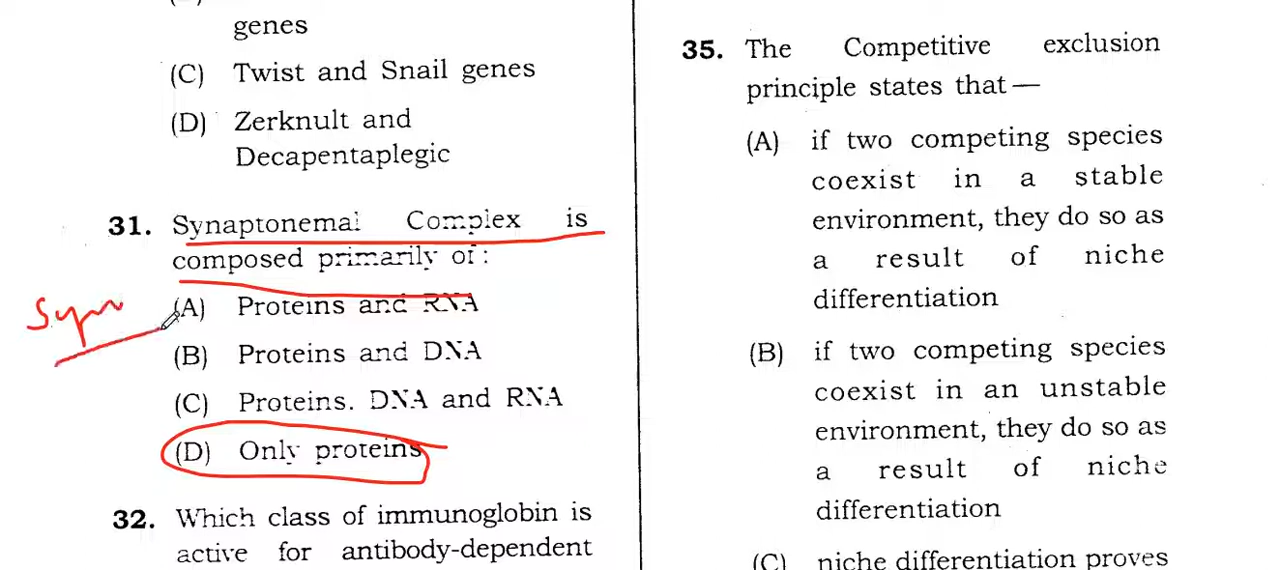 genes
(C) Twist and Snail genes
(D) Zerknult and
Decapentaplegic
31. Synaptonemal Complex is
composed primarily of :
Sym
(A) Proteins and RNA
(B) Proteins and DNA
(C) Proteins. DNA and RNA
(D) Only proteins
32. Which class of immunoglobin is
active for antibody-dependent
35. The Competitive exclusion
principle states that —
(A) if two competing species
coexist in a stable
environment, they do so as
a result of niche
differentiation
(B) if two competing species
coexist in an unstable
environment, they do so as
a result of niche
differentiation
(C) niche differentiation proves